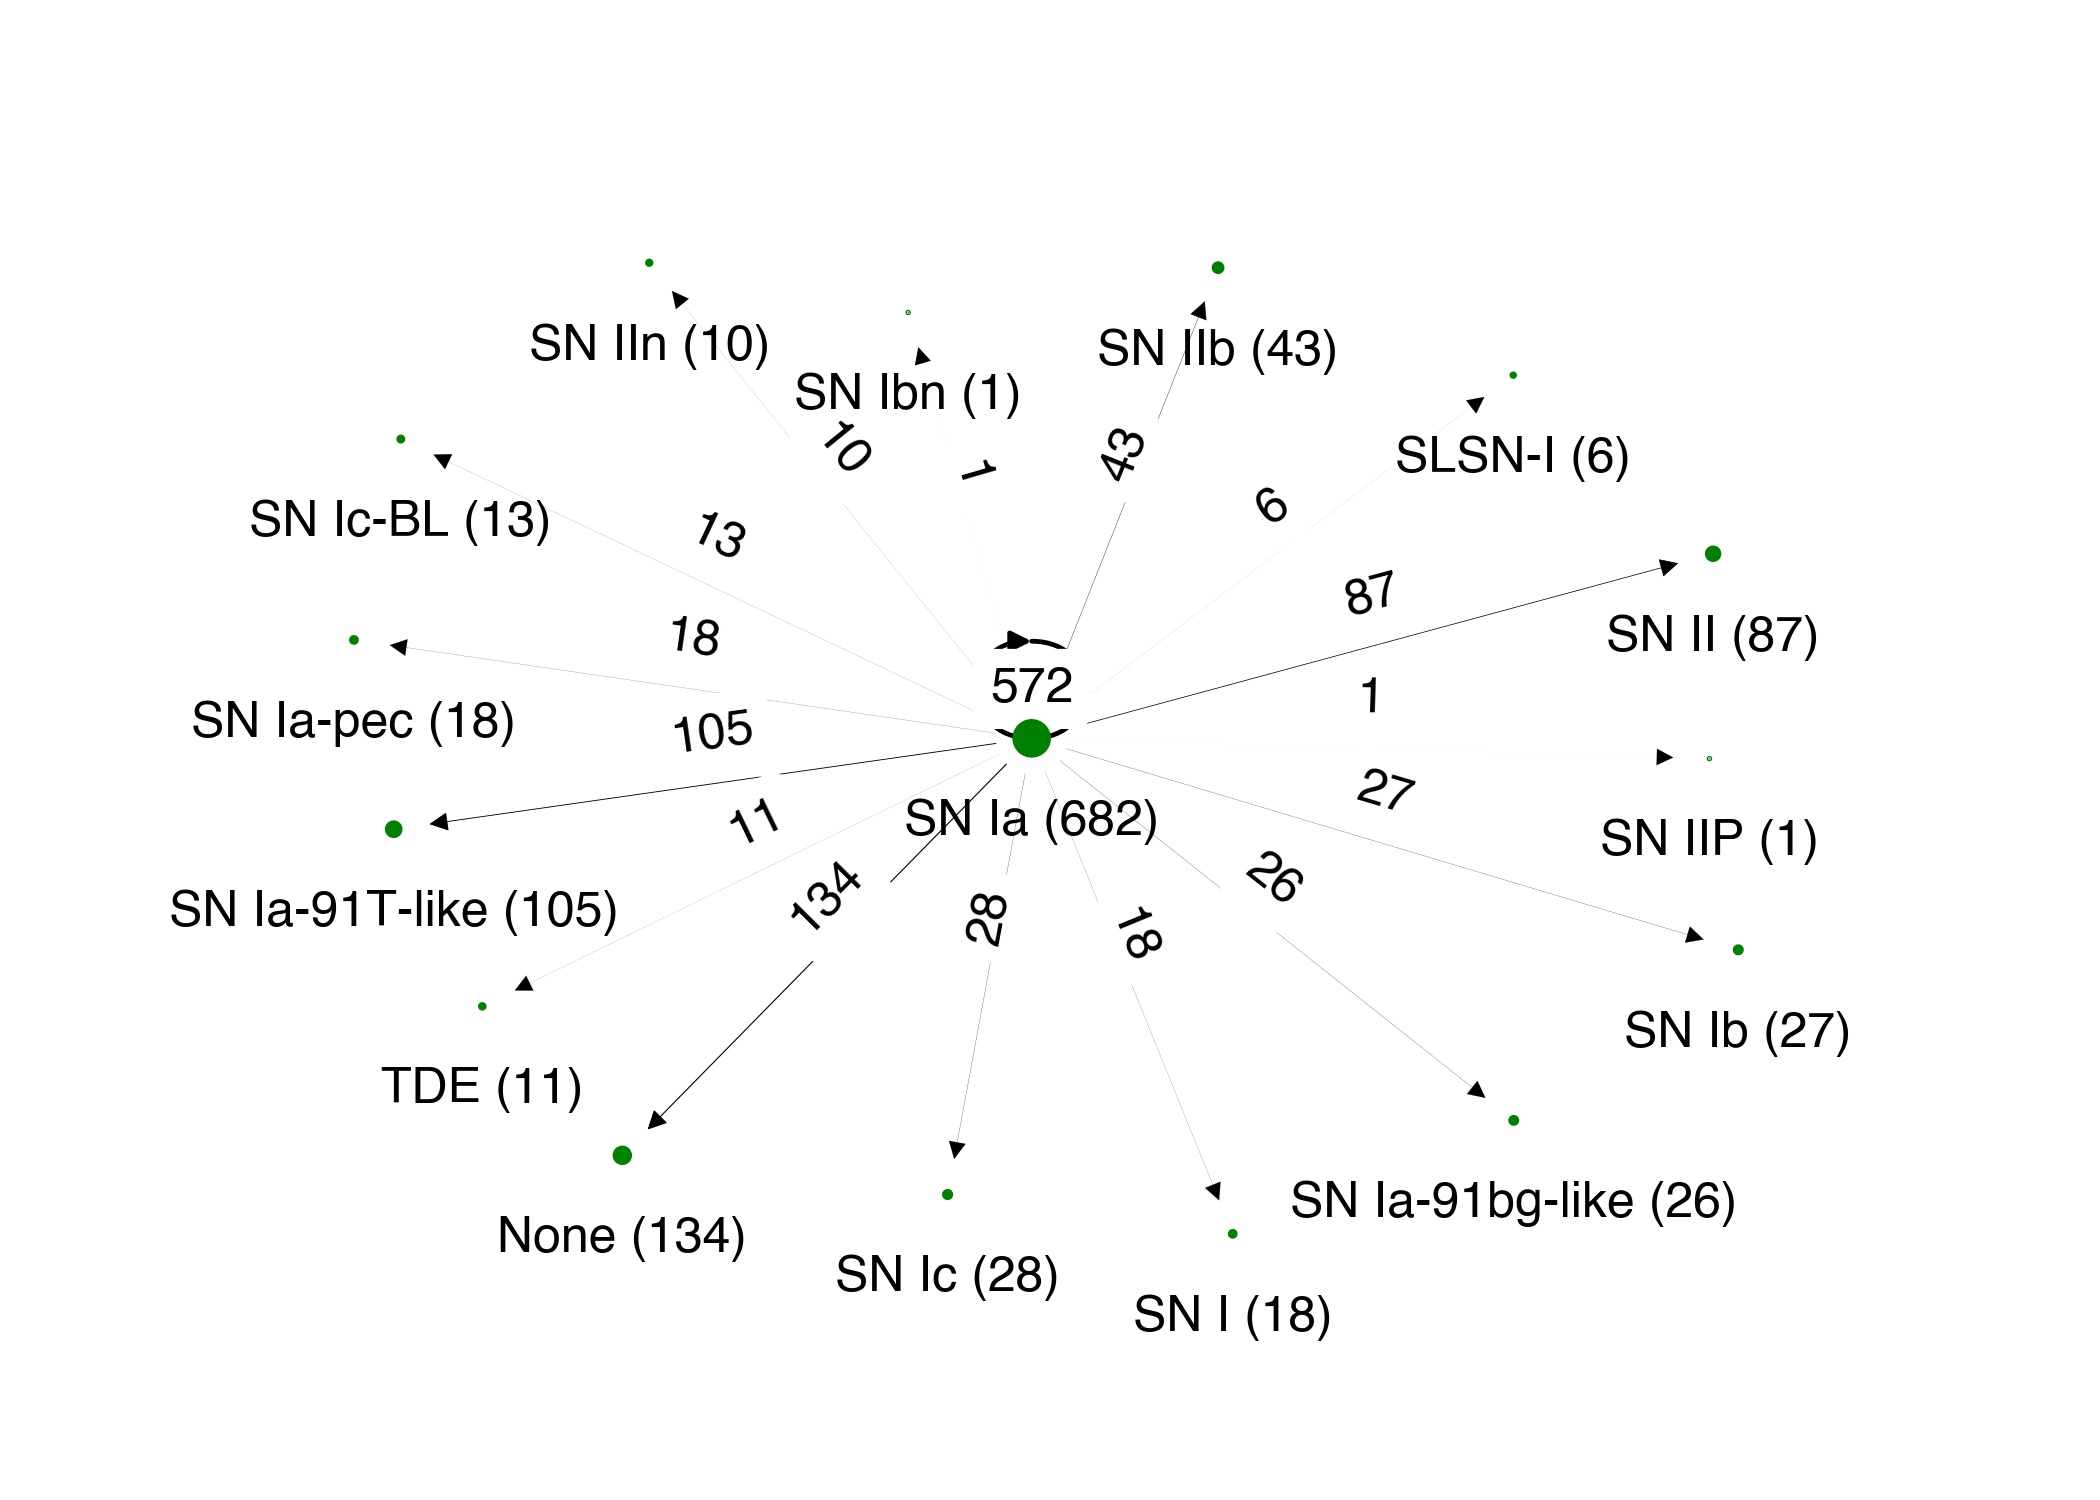 SN IIn (10)
SN Ibn (1)
SN IIb (43)
SLSN-I (6)
10
1
43
6
SN Ic-BL (13)
13
87
SN II (87)
18
572
1
SN Ia-pec (18)
105
27
SN IIP (1)
11
SN Ia (682)
SN Ia-91T-like (105)
134
28
18
26
SN Ib (27)
TDE (11)
SN Ia-91bg-like (26)
None (134)
SN Ic (28)
SN I (18)